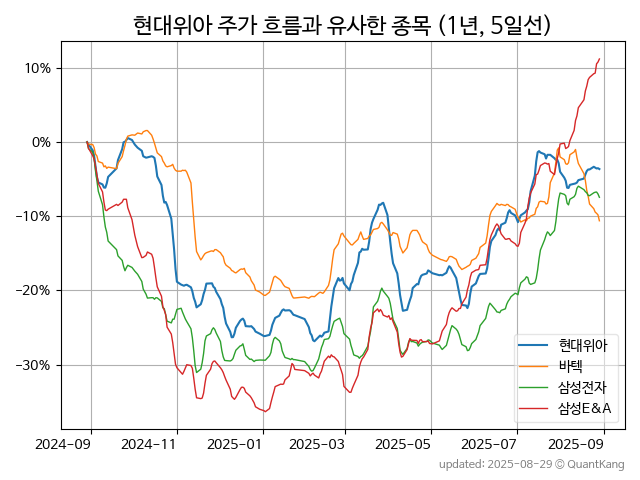 현대위아 주가 흐름과 유사한 종목 (1년, 5일선)
10%
0%
−10%
−20%
−30%
현대위아
바텍
삼성전자
삼성E&A
2024-09
2024-11
2025-01
2025-03
2025-05
2025-07
2025-09
updated: 2025-08-29 © QuantKang